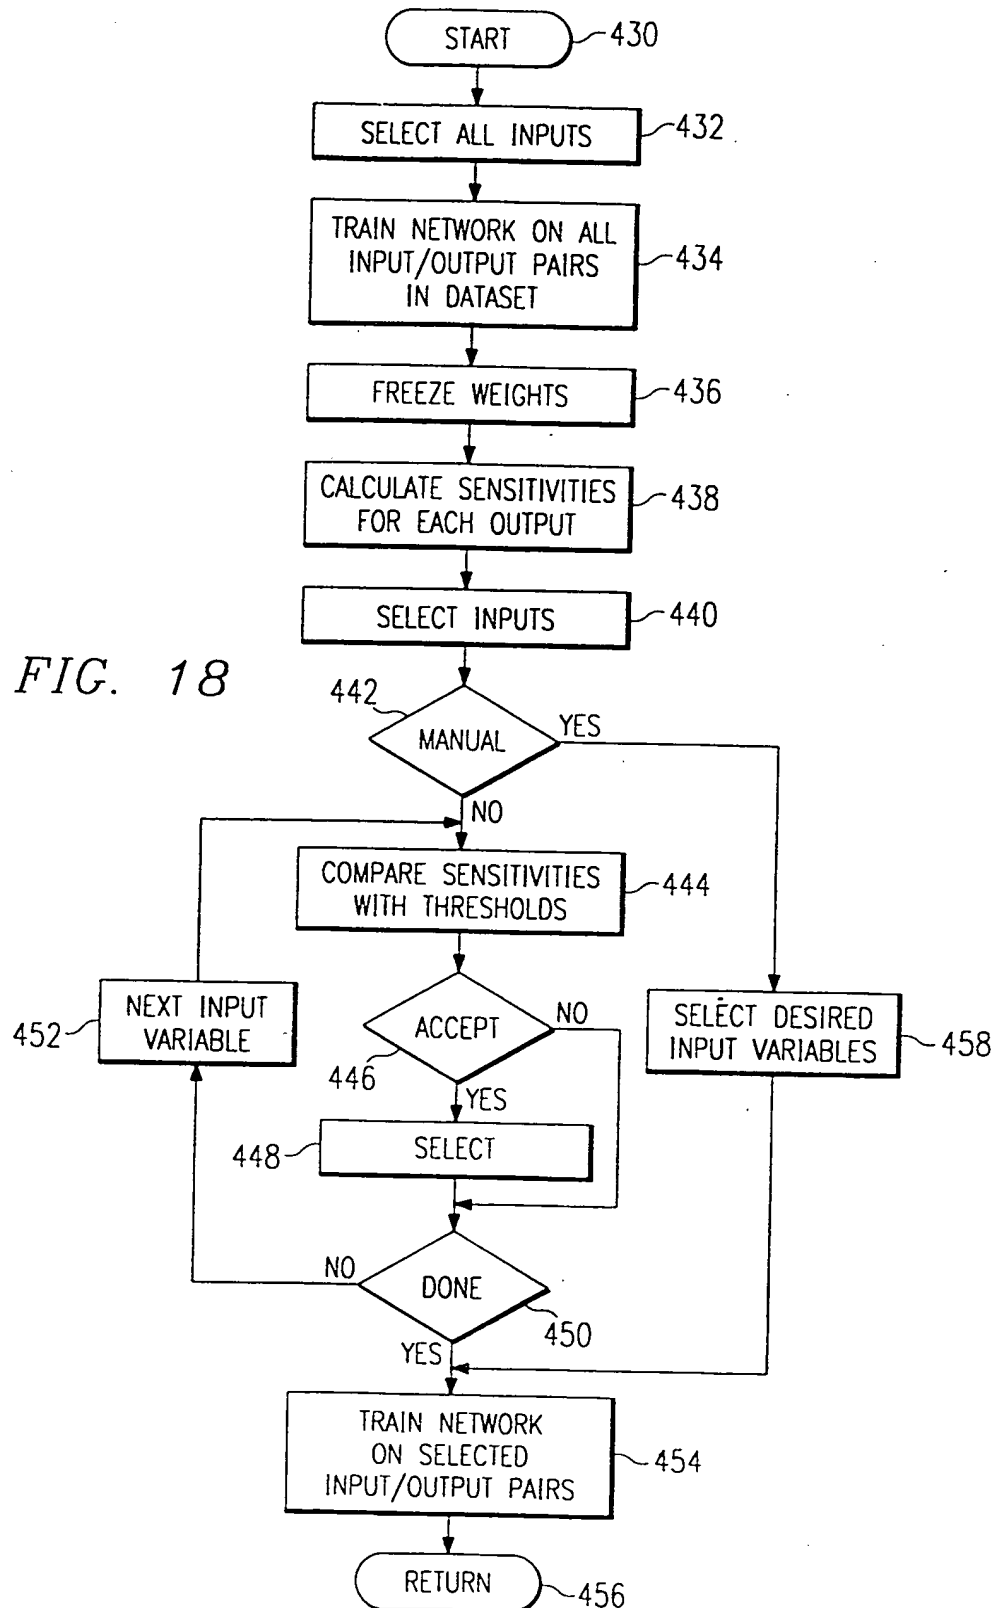 START
430
SELECT ALL INPUTS
432
TRAIN NETWORK ON ALL
INPUT/OUTPUT PAIRS
IN DATASET
434
FREEZE WEIGHTS
436
CALCULATE SENSITIVITIES
FOR EACH OUTPUT
438
SELECT INPUTS
440
FIG. 18
442
MANUAL
YES
NO
COMPARE SENSITIVITIES
WITH THRESHOLDS
444
NEXT INPUT
VARIABLE
452
ACCEPT
NO
446
YES
SELECT DESIRED
INPUT VARIABLES
458
448
SELECT
NO
DONE
450
YES
TRAIN NETWORK
ON SELECTED
INPUT/OUTPUT PAIRS
454
RETURN
456